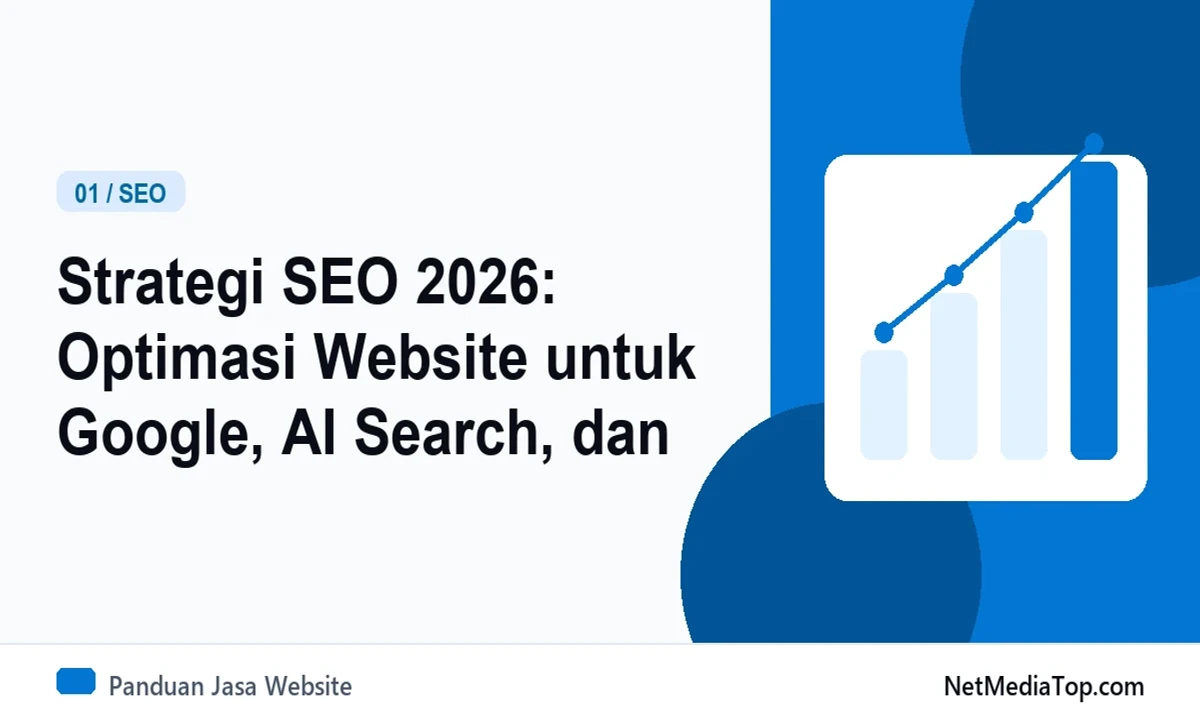 01 / SEO
Strategi SEO 2026:
Optimasi Website untuk
Google, AI Search, dan
Panduan Jasa Website
NetMediaTop.com